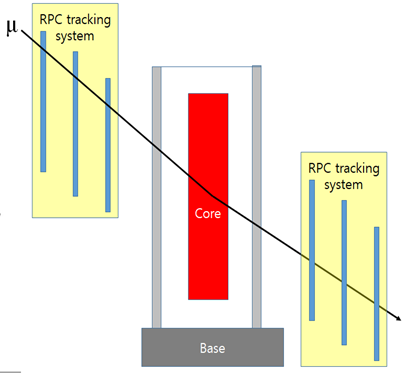 μ
RPC tracking
system
RPC tracking
system
Core
Base